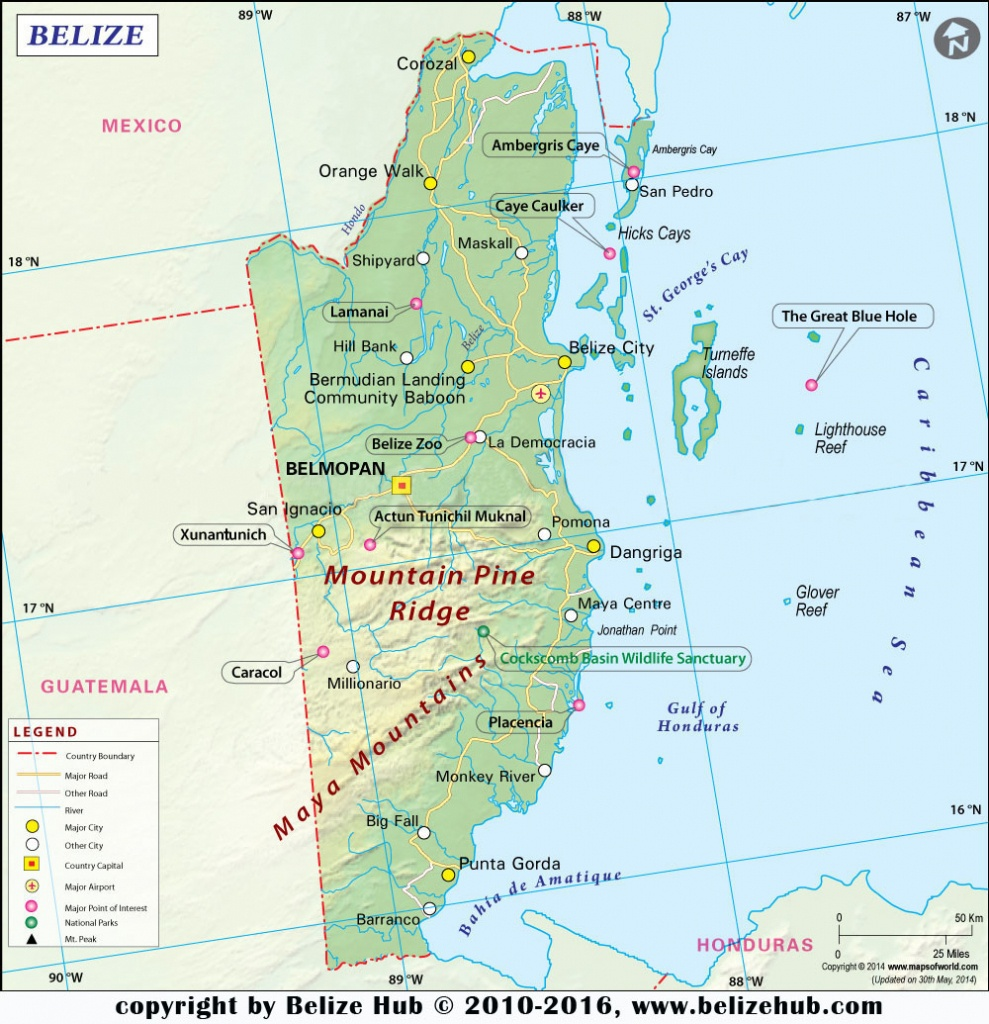 BELIZE
89 °W
88 °W
87 °W
N
Corozal
MEXICO
18 °N
Ambergris Caye
Ambergris Cay
Orange Walk
San Pedro
Caye Caulker
Hondo
Hicks Cays
Maskall
18 °N
Shipyard
St. George's Cay
Lamanai
The Great Blue Hole
Belize
Hill Bank
Belize City
Turneffe
Islands
Bermudian Landing
Community Baboon
Caribbean Sea
Lighthouse
Reef
Belize Zoo
La Democracia
BELMOPAN
17 °N
San Ignacio
Actun Tunichil Muknal
Pomona
Xunantunich
Dangriga
Mountain Pine
Ridge
17 °N
Maya Centre
Glover
Reef
Jonathan Point
Cockscomb Basin Wildlife Sanctuary
Caracol
Millionario
GUATEMALA
Maya Mountains
Placencia
Gulf of
Honduras
LEGEND
Country Boundary
Major Road
Other Road
River
Major City
Other City
Country Capital
Major Airport
Major Point of Interest
National Parks
Mt. Peak
Monkey River
Big Fall
16 °N
Punta Gorda
Bahia de Amatique
Barranco
HONDURAS
0
50 Km
0
25 Miles
Copyright © 2014 www.mapsofworld.com
(Updated on 30th May, 2014)
90 °W
89 °W
88 °W
copyright by Belize Hub © 2010-2016, www.belizehub.com